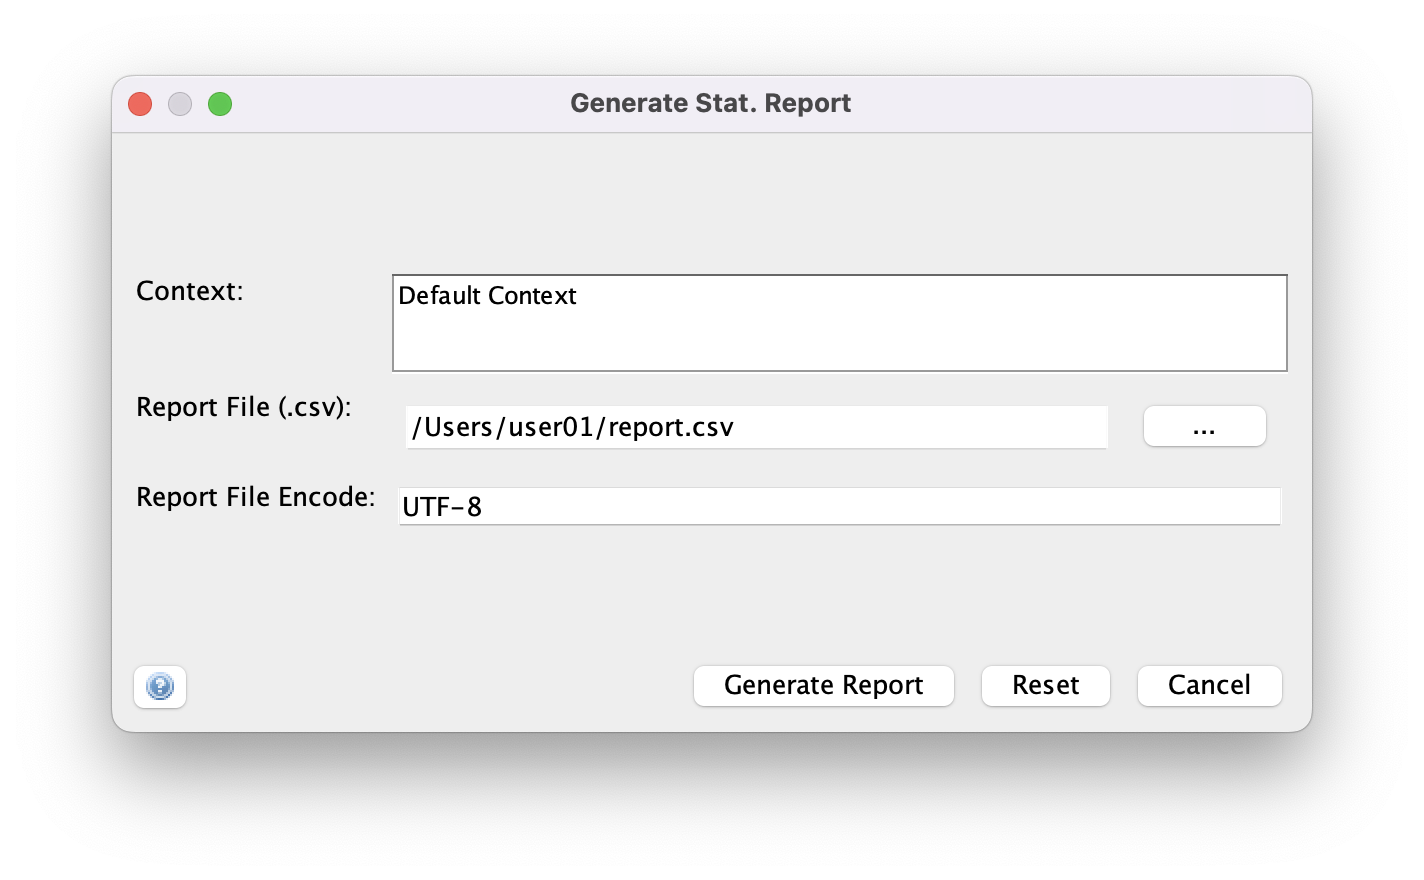 Generate Stat. Report
Context:
Default Context
Report File (.csv):
/Users/user01/report.csv
...
Report File Encode:
UTF-8
?
Generate Report
Reset
Cancel